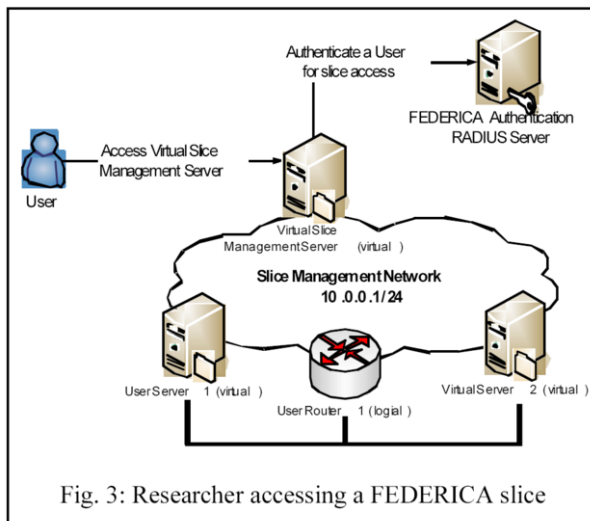 Authenticate a User
for slice access
FEDERICA Authentication
RADIUS Server
Access Virtual Slice
Management Server
User
Virtual Slice
Management Server (virtual )
Slice Management Network
10 .0.0 .1/ 24
User Server 1 (virtual )
User Router 1 (logial )
Virtual Server 2 (virtual )
Fig. 3: Researcher accessing a FEDERICA slice